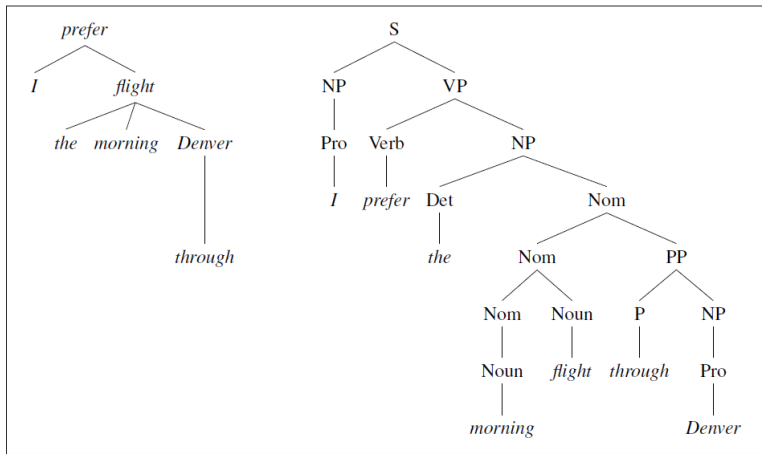 prefer S
I flight NP VP
the morning Denver Pro Verb NP
I prefer Det Nom
through the Nom PP
Nom Noun P NP
Noun flight through Pro
morning Denver